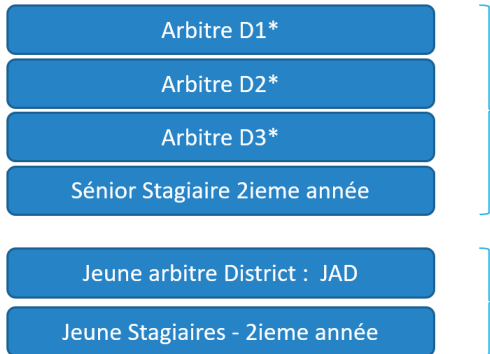 Arbitre D1*
Arbitre D2*
Arbitre D3*
Sénior Stagiaire 2ieme année
Jeune arbitre District : JAD
Jeune Stagiaires - 2ieme année